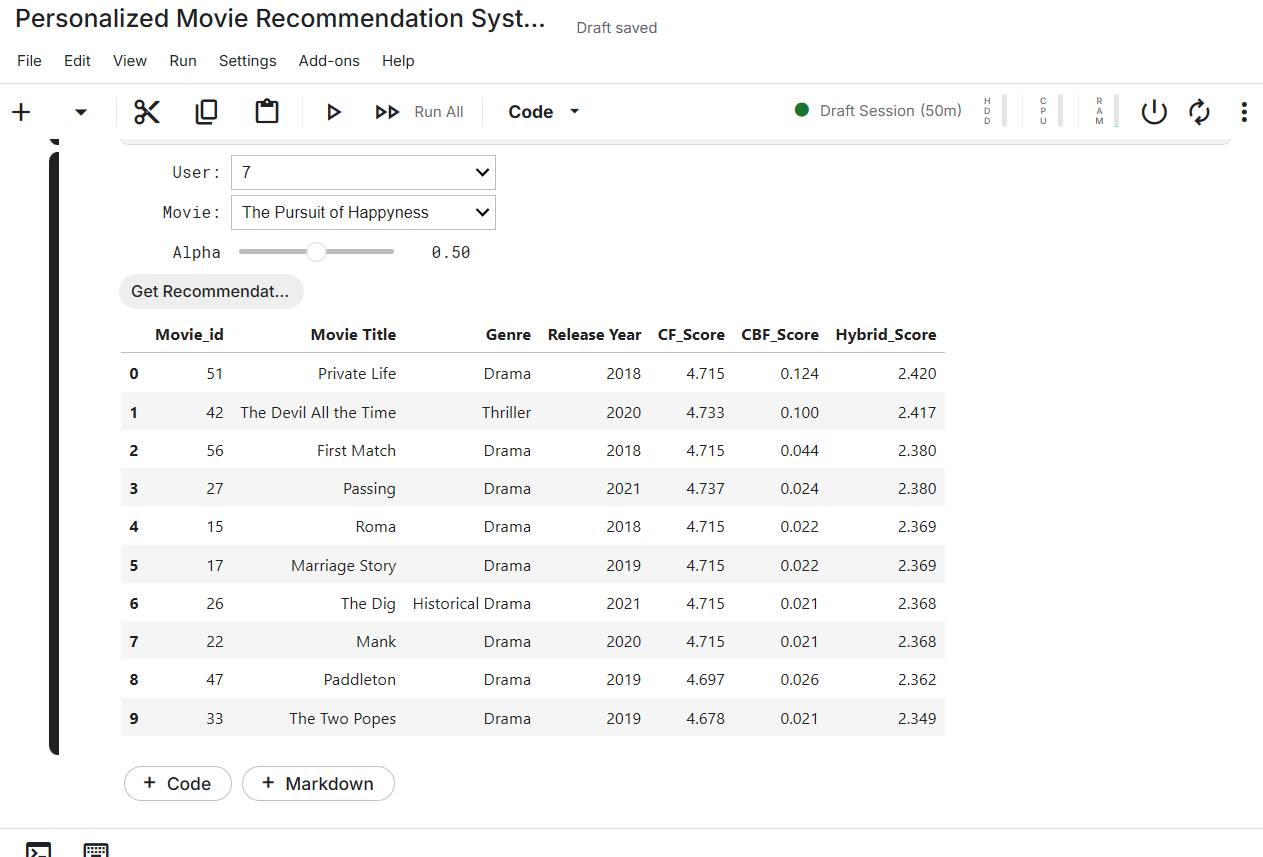 Personalized Movie Recommendation Syst... Draft saved
File Edit View Run Settings Add-ons Help
Run All Code Draft Session (50m) HDD CPU RAM
User: 7
Movie: The Pursuit of Happyness
Alpha 0.50
Get Recommendat...
Movie_id Movie Title Genre Release Year CF_Score CBF_Score Hybrid_Score
0 51 Private Life Drama 2018 4.715 0.124 2.420
1 42 The Devil All the Time Thriller 2020 4.733 0.100 2.417
2 56 First Match Drama 2018 4.715 0.044 2.380
3 27 Passing Drama 2021 4.737 0.024 2.380
4 15 Roma Drama 2018 4.715 0.022 2.369
5 17 Marriage Story Drama 2019 4.715 0.022 2.369
6 26 The Dig Historical Drama 2021 4.715 0.021 2.368
7 22 Mank Drama 2020 4.715 0.021 2.368
8 47 Paddleton Drama 2019 4.697 0.026 2.362
9 33 The Two Popes Drama 2019 4.678 0.021 2.349
+ Code + Markdown